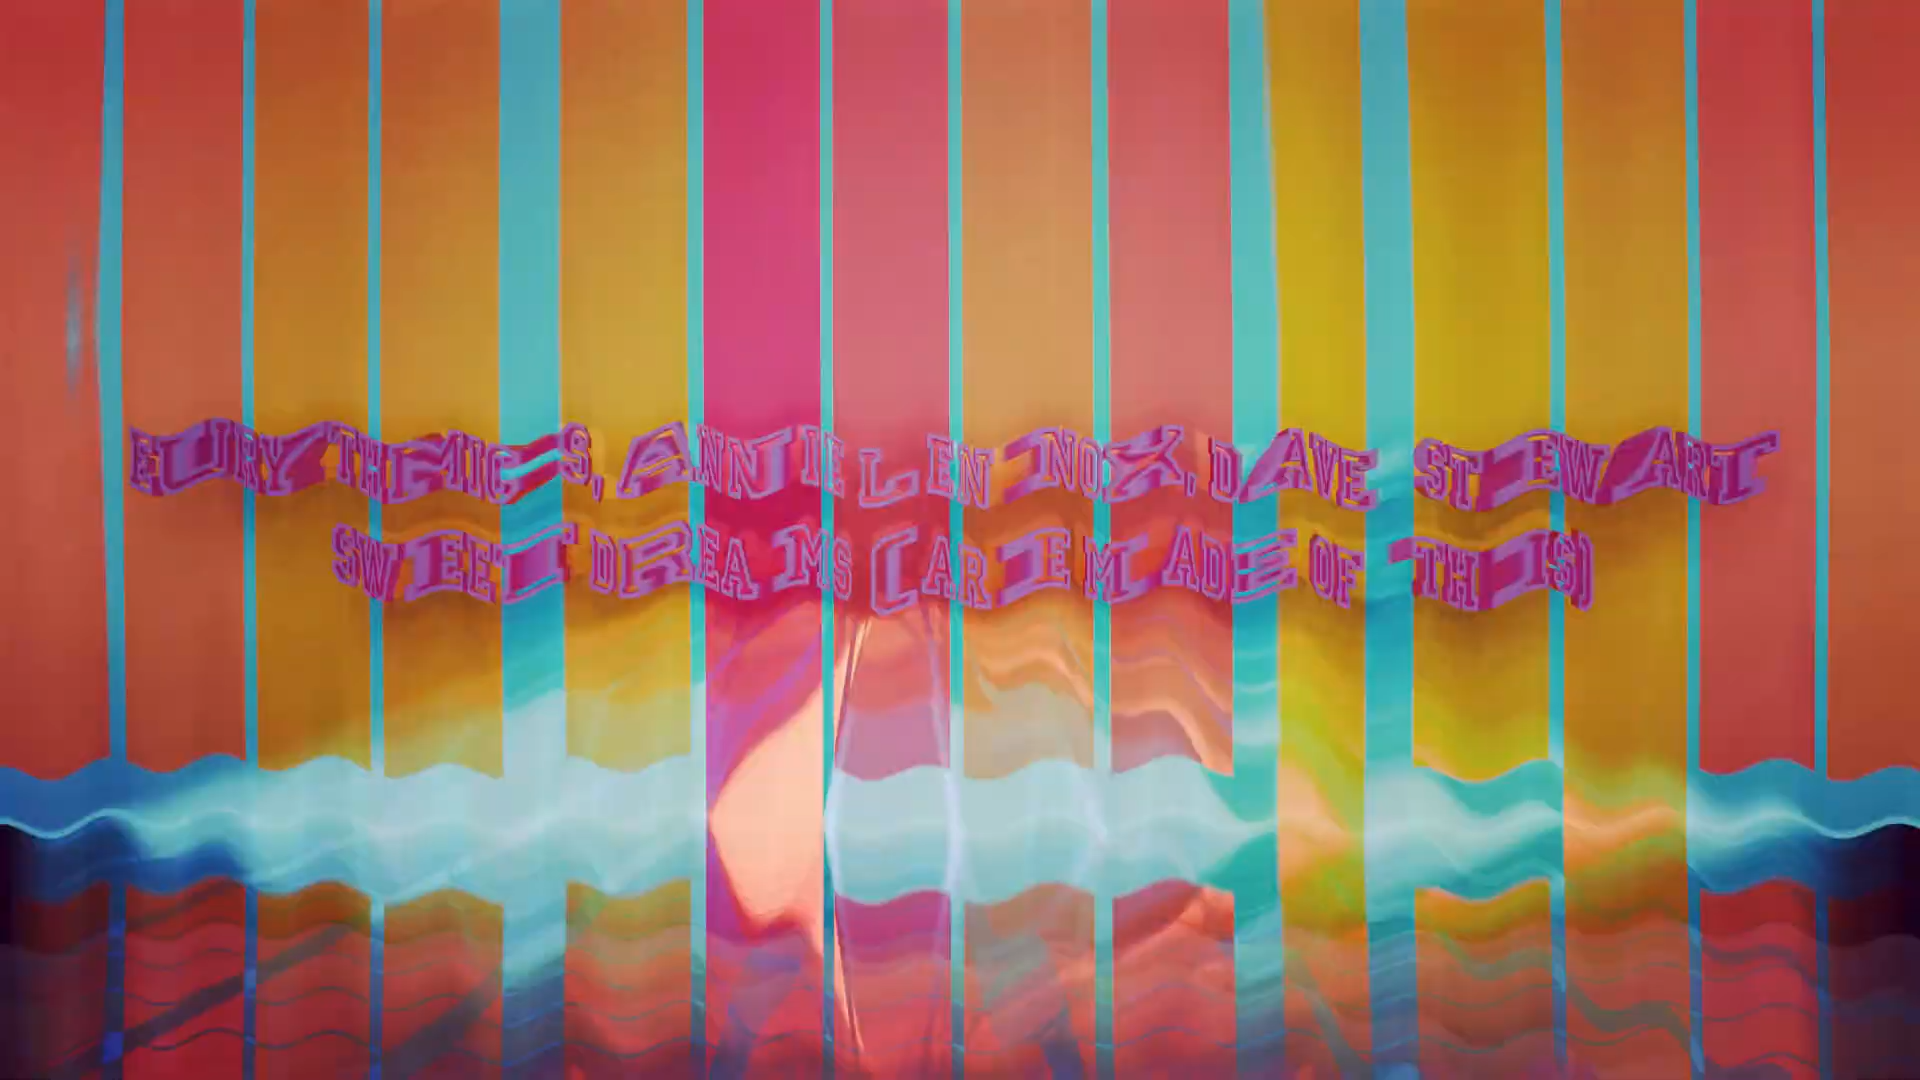 EURYTHMICS, ANNIE LENNOX, DAVE STEWART
SWEET DREAMS (ARE MADE OF THIS)